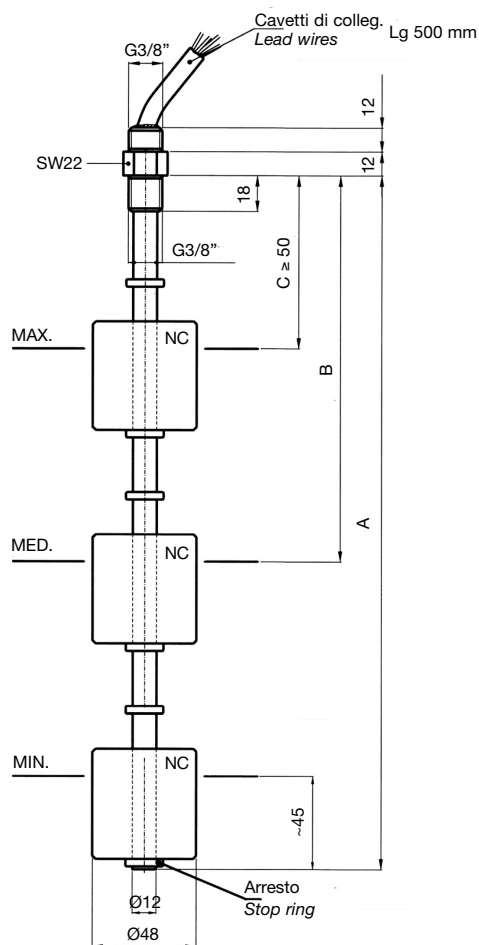 Cavetti di colleg.
Lead wires
Lg 500 mm
G3/8”
12
SW22
12
18
G3/8”
C ≥ 50
MAX.
NC
B
A
MED.
NC
MIN.
NC
~45
Ø12
Arresto
Stop ring
Ø48